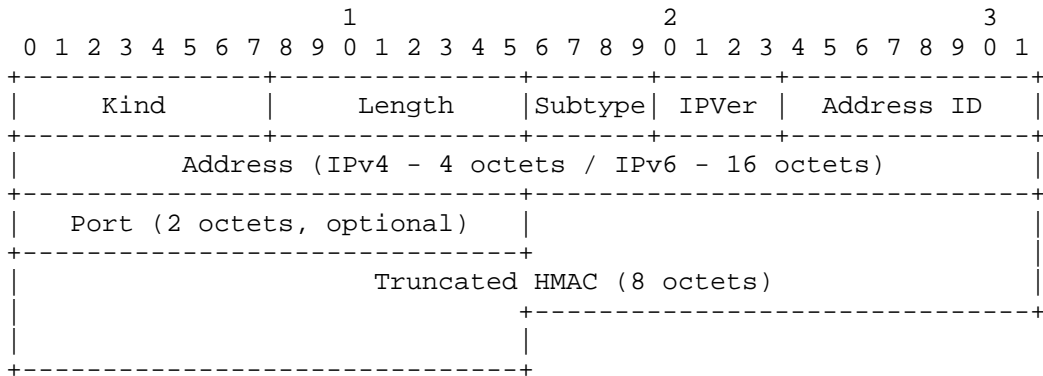 1 2 3
0 1 2 3 4 5 6 7 8 9 0 1 2 3 4 5 6 7 8 9 0 1 2 3 4 5 6 7 8 9 0 1
Kind Length Subtype IPVer Address ID
Address (IPv4 - 4 octets / IPv6 - 16 octets)
Port (2 octets, optional)
Truncated HMAC (8 octets)